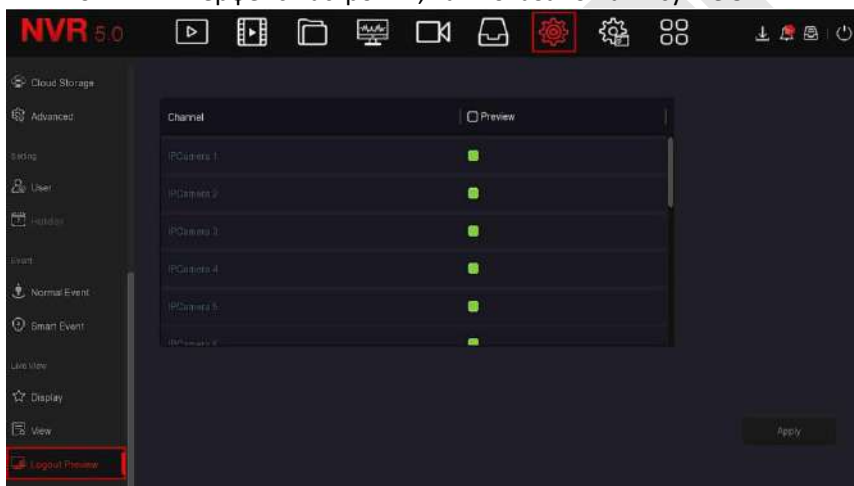 NVR 5.0
Cloud Storage
Advanced
Channel
Preview
IPCamera 1
Setting
User
IPCamera 2
Holiday
IPCamera 3
Event
IPCamera 4
Normal Event
IPCamera 5
Smart Event
Live View
Display
View
Apply
Logout Preview